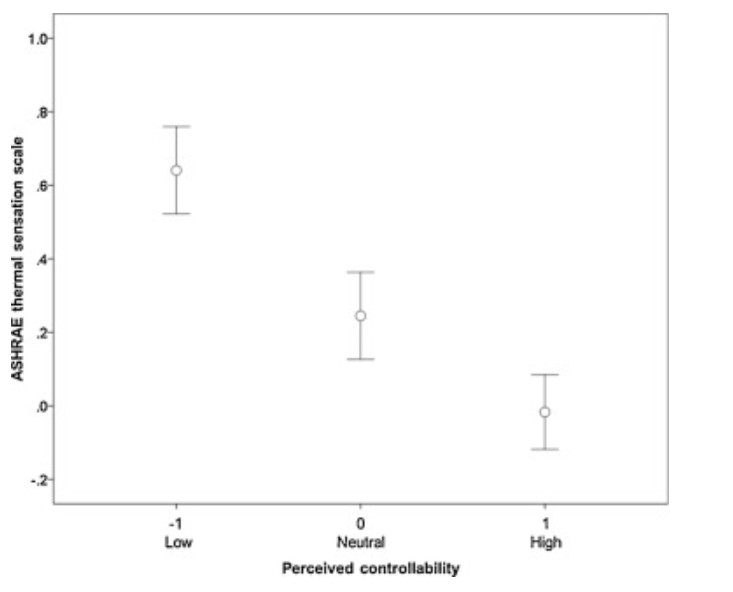 1.0
.8
.6
.4
.2
.0
-.2
ASHRAE thermal sensation scale
-1 0 1
Low Neutral High
Perceived controllability